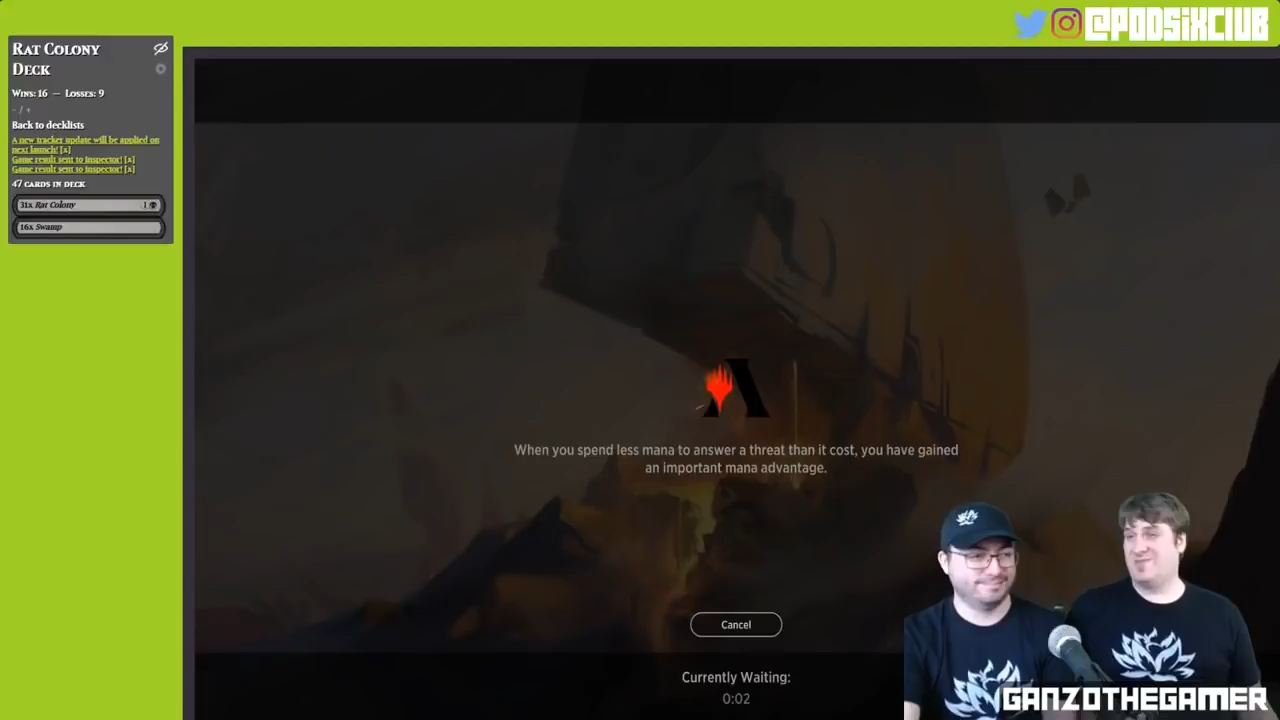 @PODSIXCLUB
Rat Colony
Deck
Wins: 16 — Losses: 9
- / +
Back to decklists
A new tracker update will be applied on
next launch! [x]
Game result sent to inspector! [x]
Game result sent to inspector! [x]
47 cards in deck
31x Rat Colony 1
16x Swamp
When you spend less mana to answer a threat than it cost, you have gained
an important mana advantage.
Cancel
Currently Waiting:
0:02
GANZOTHEGAMER